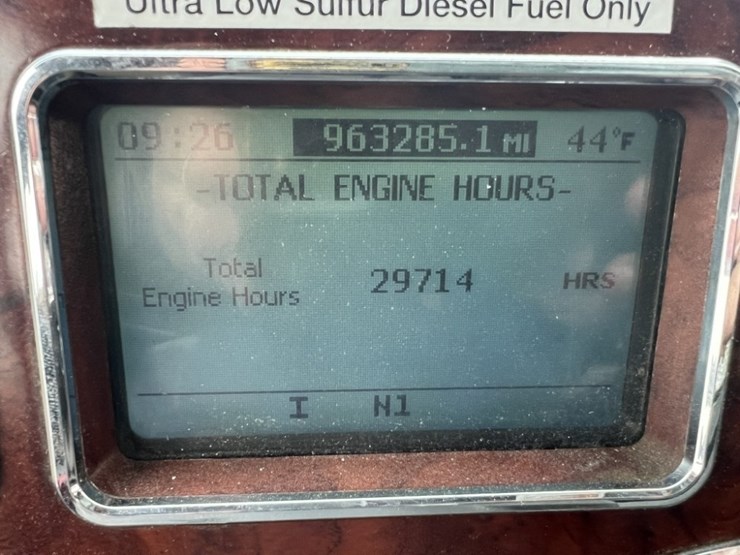 Ultra Low Sulfur Diesel Fuel Only
09:26 963285.1 MI 44°F
-TOTAL ENGINE HOURS-
Total
Engine Hours 29714 HRS
I N1